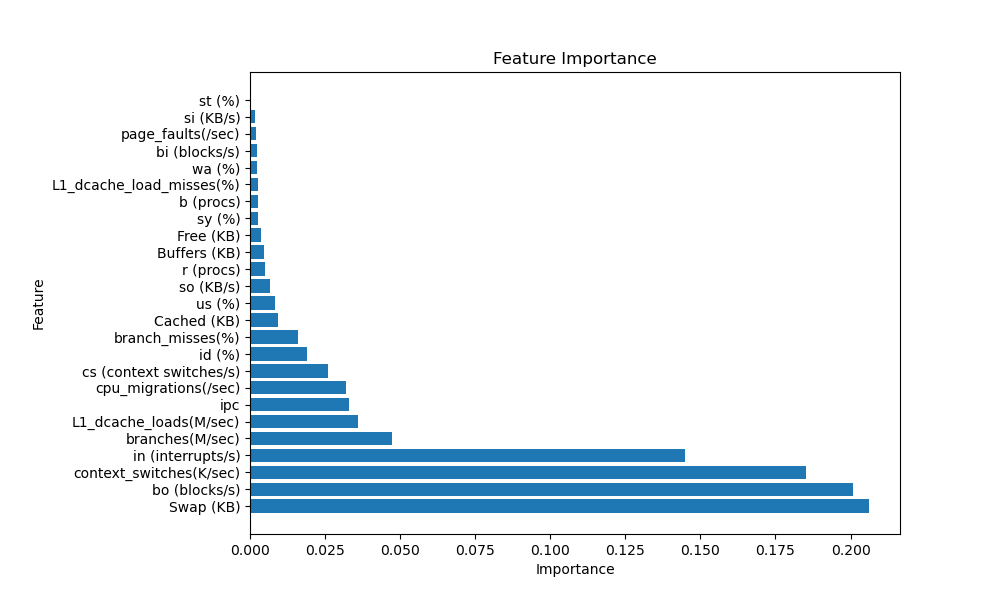 Feature Importance
st (%)
si (KB/s)
page_faults(/sec)
bi (blocks/s)
wa (%)
L1_dcache_load_misses(%)
b (procs)
sy (%)
Free (KB)
Buffers (KB)
r (procs)
so (KB/s)
us (%)
Cached (KB)
branch_misses(%)
id (%)
cs (context switches/s)
cpu_migrations(/sec)
ipc
L1_dcache_loads(M/sec)
branches(M/sec)
in (interrupts/s)
context_switches(K/sec)
bo (blocks/s)
Swap (KB)
Feature
0.000 0.025 0.050 0.075 0.100 0.125 0.150 0.175 0.200
Importance